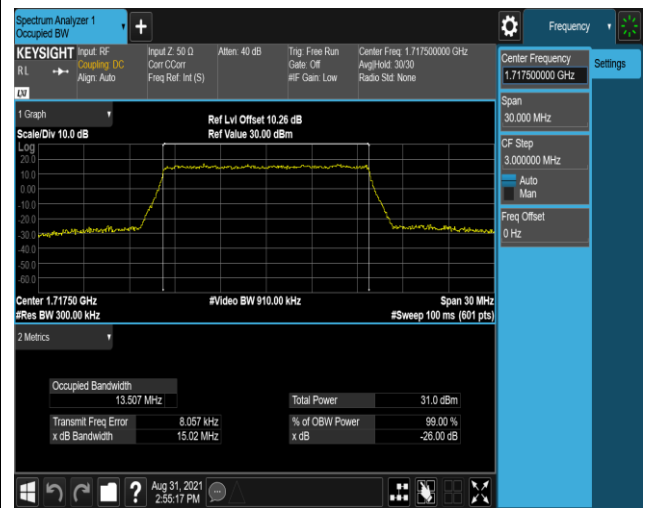 Spectrum Analyzer 1
Occupied BW
Frequency
KEYSIGHT
RL
LXI
Input: RF
Coupling: DC
Align: Auto
Input Z: 50 Ω
Corr CCorr
Freq Ref: Int (S)
Atten: 40 dB
Trig: Free Run
Gate: Off
#IF Gain: Low
Center Freq: 1.717500000 GHz
Avg|Hold: 30/30
Radio Std: None
Center Frequency
1.717500000 GHz
Settings
Span
30.000 MHz
CF Step
3.000000 MHz
Auto
Man
Freq Offset
0 Hz
1 Graph
Scale/Div 10.0 dB
Ref Lvl Offset 10.26 dB
Ref Value 30.00 dBm
Log
20.0
10.0
0.00
-10.0
-20.0
-30.0
-40.0
-50.0
-60.0
Center 1.71750 GHz
#Video BW 910.00 kHz
Span 30 MHz
#Res BW 300.00 kHz
#Sweep 100 ms (601 pts)
2 Metrics
Occupied Bandwidth
13.507 MHz
Total Power 31.0 dBm
Transmit Freq Error 8.057 kHz
% of OBW Power 99.00 %
x dB Bandwidth 15.02 MHz
x dB -26.00 dB
?
Aug 31, 2021
2:55:17 PM